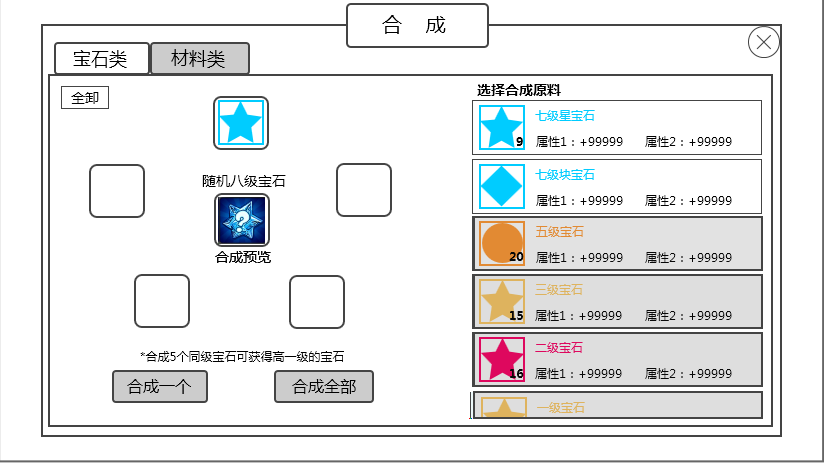 合 成
宝石类
材料类
全卸
随机八级宝石
?
合成预览
*合成5个同级宝石可获得高一级的宝石
合成一个
合成全部
选择合成原料
七级星宝石
9
属性1：+99999 属性2：+99999
七级块宝石
属性1：+99999 属性2：+99999
五级宝石
20
属性1：+99999 属性2：+99999
三级宝石
15
属性1：+99999 属性2：+99999
二级宝石
16
属性1：+99999 属性2：+99999
一级宝石